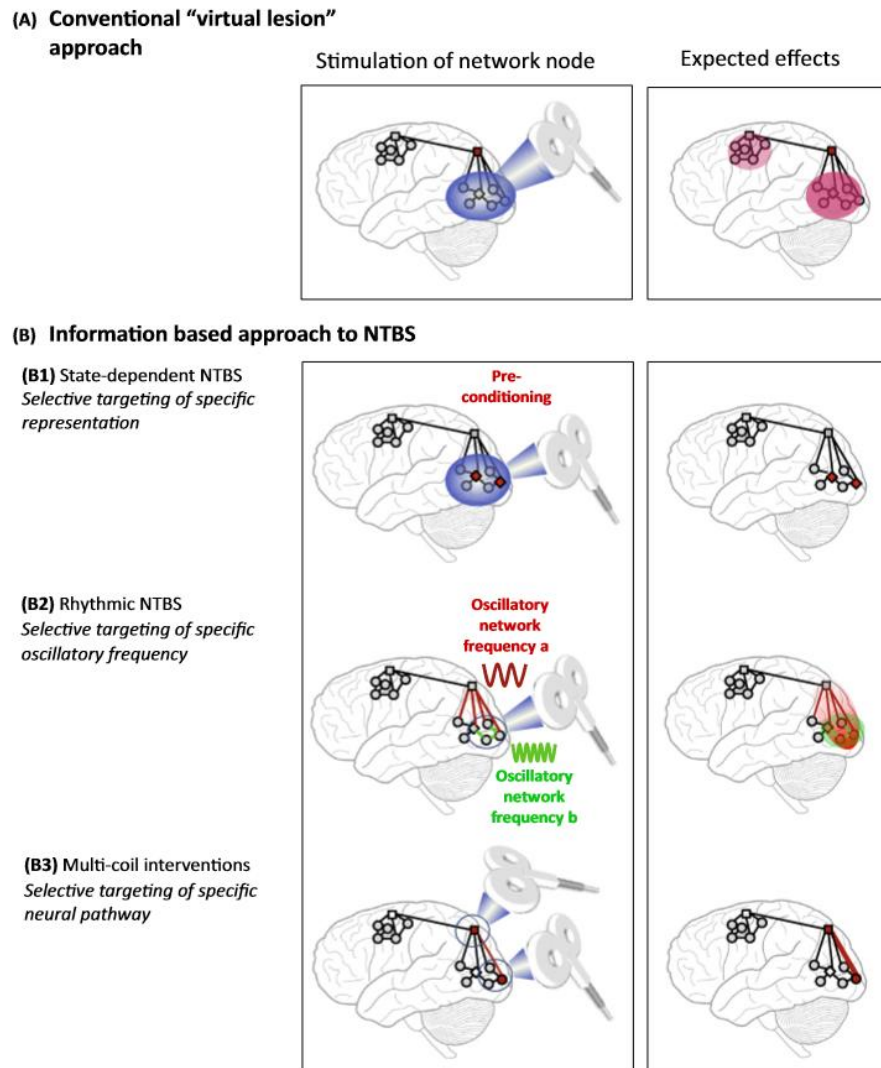 (A) Conventional “virtual lesion”
approach
Stimulation of network node
Expected effects
(B) Information based approach to NTBS
(B1) State-dependent NTBS
Selective targeting of specific
representation
Pre-
conditioning
(B2) Rhythmic NTBS
Selective targeting of specific
oscillatory frequency
Oscillatory
network
frequency a
Oscillatory
network
frequency b
(B3) Multi-coil interventions
Selective targeting of specific
neural pathway